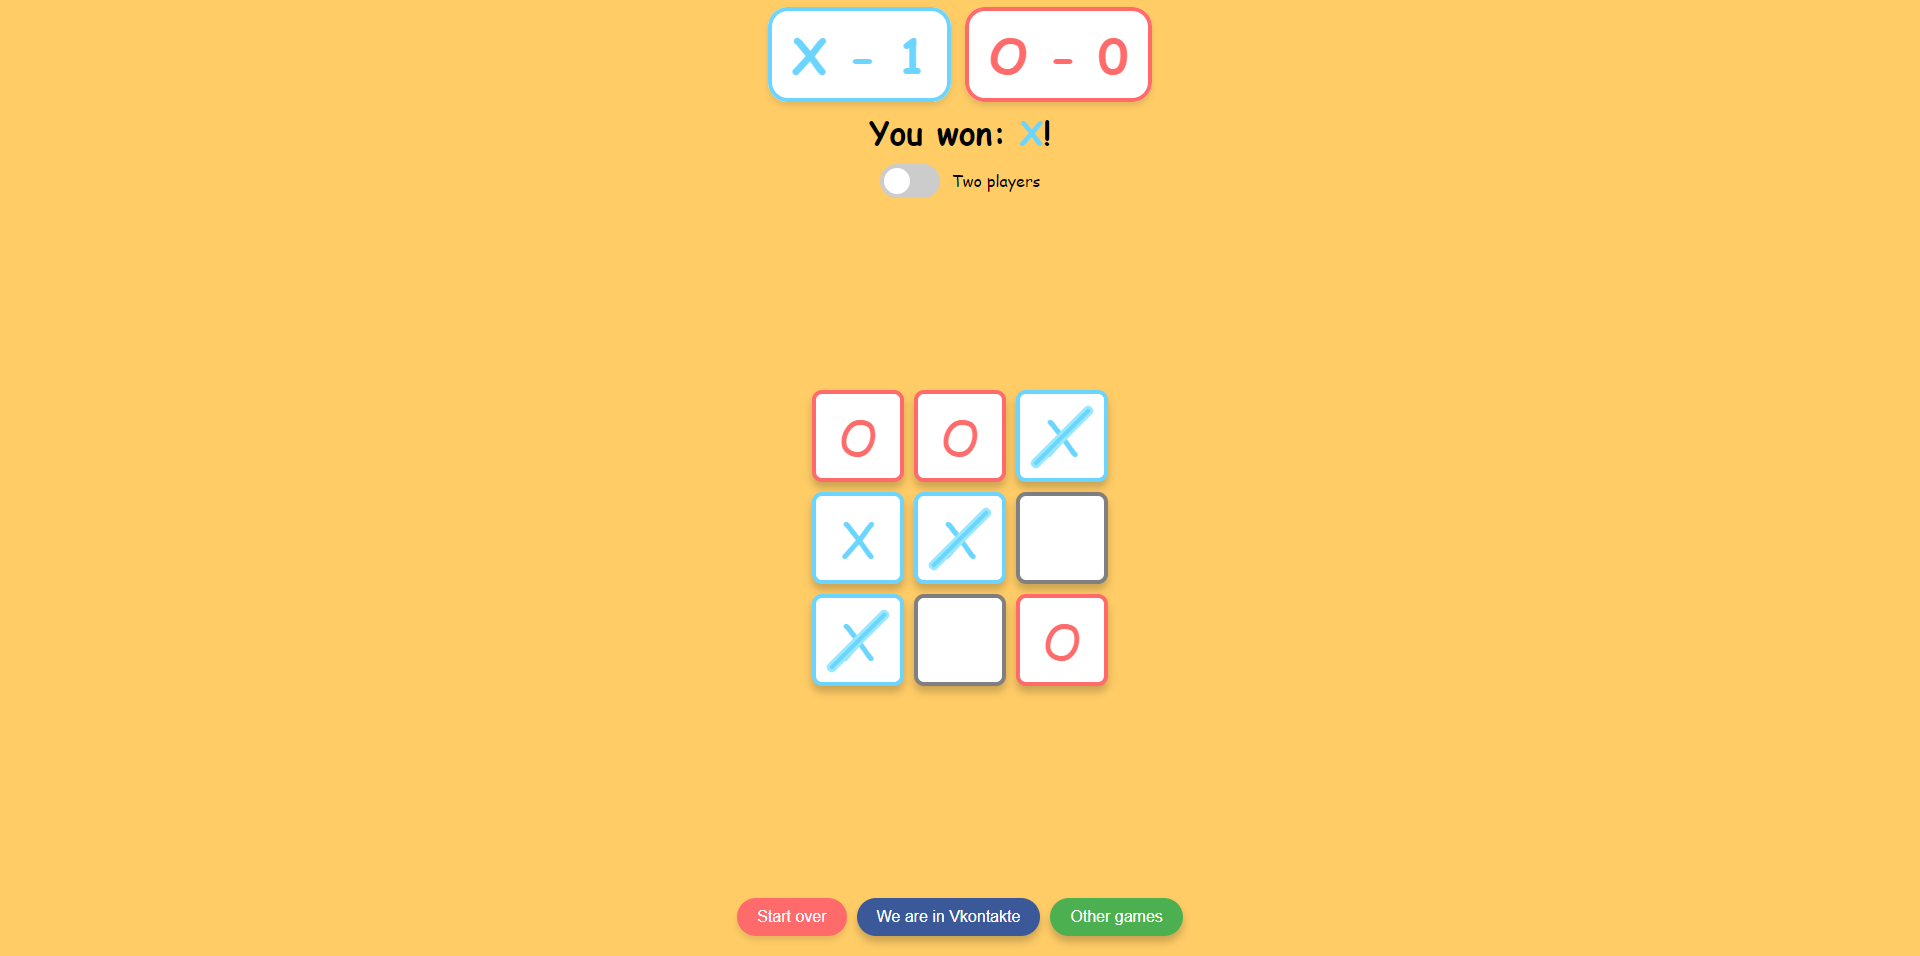 X - 1 O - 0
You won: X!
Two players
O O X
X X
X O
Start over We are in Vkontakte Other games